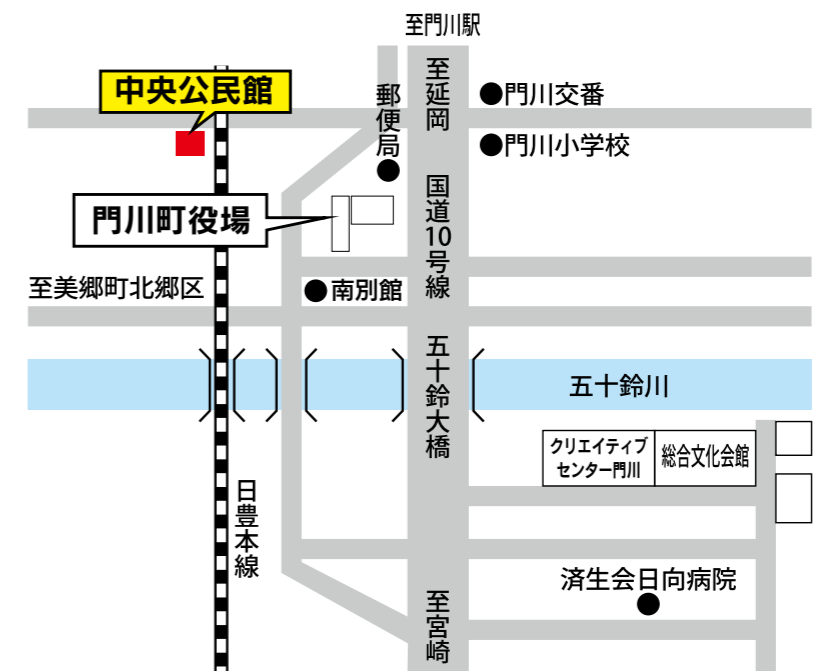 至門川駅
中央公民館
郵便局
至延岡
門川交番
門川小学校
国道10号線
門川町役場
至美郷町北郷区
南別館
五十鈴大橋
五十鈴川
クリエイティブ
センター門川
総合文化会館
日豊本線
済生会日向病院
至宮崎